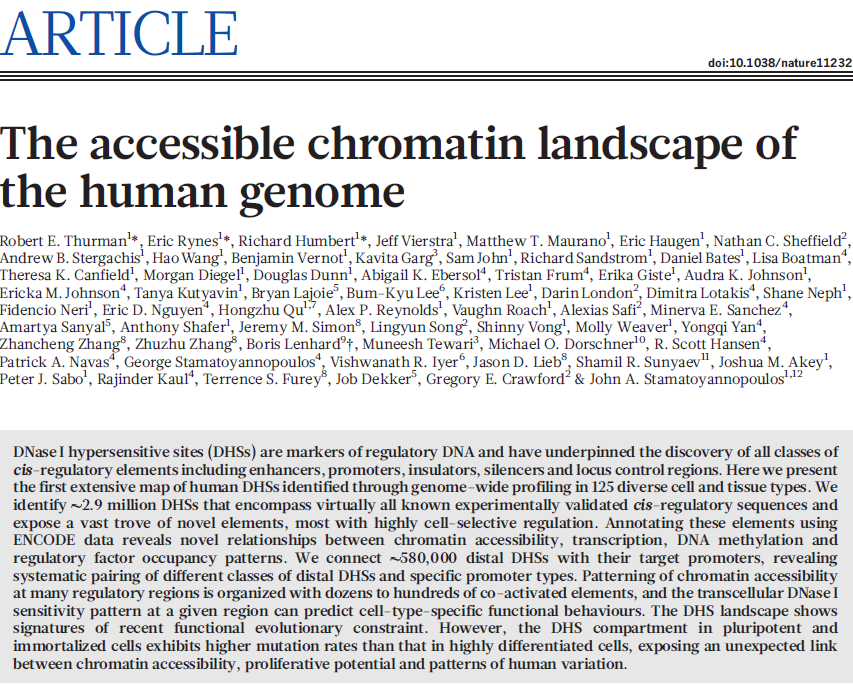 ARTICLE
doi:10.1038/nature11232
The accessible chromatin landscape of
the human genome
Robert E. Thurman1*, Eric Rynes1*, Richard Humbert1*, Jeff Vierstra1, Matthew T. Maurano1, Eric Haugen1, Nathan C. Sheffield2,
Andrew B. Stergachis1, Hao Wang1, Benjamin Vernot1, Kavita Garg3, Sam John1, Richard Sandstrom1, Daniel Bates1, Lisa Boatman4,
Theresa K. Canfield1, Morgan Diegel1, Douglas Dunn1, Abigail K. Ebersol4, Tristan Frum4, Erika Giste1, Audra K. Johnson1,
Ericka M. Johnson4, Tanya Kutyavin1, Bryan Lajoie5, Bum-Kyu Lee6, Kristen Lee1, Darin London2, Dimitra Lotakis4, Shane Neph1,
Fidencio Neri1, Eric D. Nguyen4, Hongzhu Qu1,7, Alex P. Reynolds1, Vaughn Roach1, Alexias Safi2, Minerva E. Sanchez4,
Amartya Sanyal5, Anthony Shafer1, Jeremy M. Simon8, Lingyun Song2, Shinny Vong1, Molly Weaver1, Yongqi Yan4,
Zhancheng Zhang8, Zhuzhu Zhang8, Boris Lenhard9†, Muneesh Tewari3, Michael O. Dorschner10, R. Scott Hansen4,
Patrick A. Navas4, George Stamatoyannopoulos4, Vishwanath R. Iyer6, Jason D. Lieb8, Shamil R. Sunyaev11, Joshua M. Akey1,
Peter J. Sabo1, Rajinder Kaul4, Terrence S. Furey8, Job Dekker5, Gregory E. Crawford2 & John A. Stamatoyannopoulos1,12
DNase I hypersensitive sites (DHSs) are markers of regulatory DNA and have underpinned the discovery of all classes of
cis-regulatory elements including enhancers, promoters, insulators, silencers and locus control regions. Here we present
the first extensive map of human DHSs identified through genome-wide profiling in 125 diverse cell and tissue types. We
identify ~2.9 million DHSs that encompass virtually all known experimentally validated cis-regulatory sequences and
expose a vast trove of novel elements, most with highly cell-selective regulation. Annotating these elements using
ENCODE data reveals novel relationships between chromatin accessibility, transcription, DNA methylation and
regulatory factor occupancy patterns. We connect ~580,000 distal DHSs with their target promoters, revealing
systematic pairing of different classes of distal DHSs and specific promoter types. Patterning of chromatin accessibility
at many regulatory regions is organized with dozens to hundreds of co-activated elements, and the transcellular DNase I
sensitivity pattern at a given region can predict cell-type-specific functional behaviours. The DHS landscape shows
signatures of recent functional evolutionary constraint. However, the DHS compartment in pluripotent and
immortalized cells exhibits higher mutation rates than that in highly differentiated cells, exposing an unexpected link
between chromatin accessibility, proliferative potential and patterns of human variation.